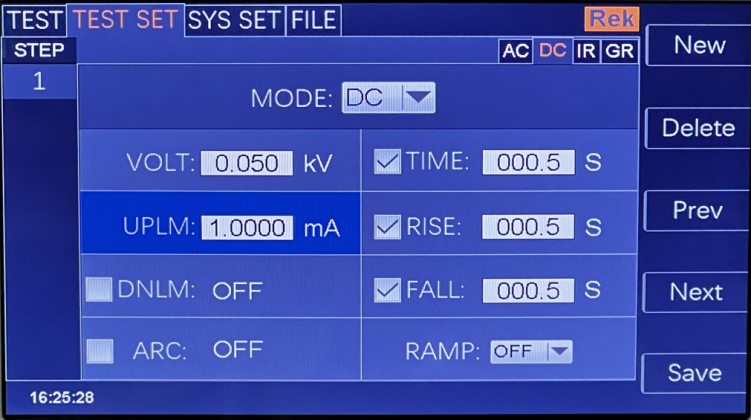 TEST TEST SET SYS SET FILE Rek
STEP AC DC IR GR
1
MODE: DC
VOLT: 0.050 kV TIME: 000.5 S
UPLM: 1.0000 mA RISE: 000.5 S
DNLM: OFF FALL: 000.5 S
ARC: OFF RAMP: OFF
New
Delete
Prev
Next
Save
16:25:28